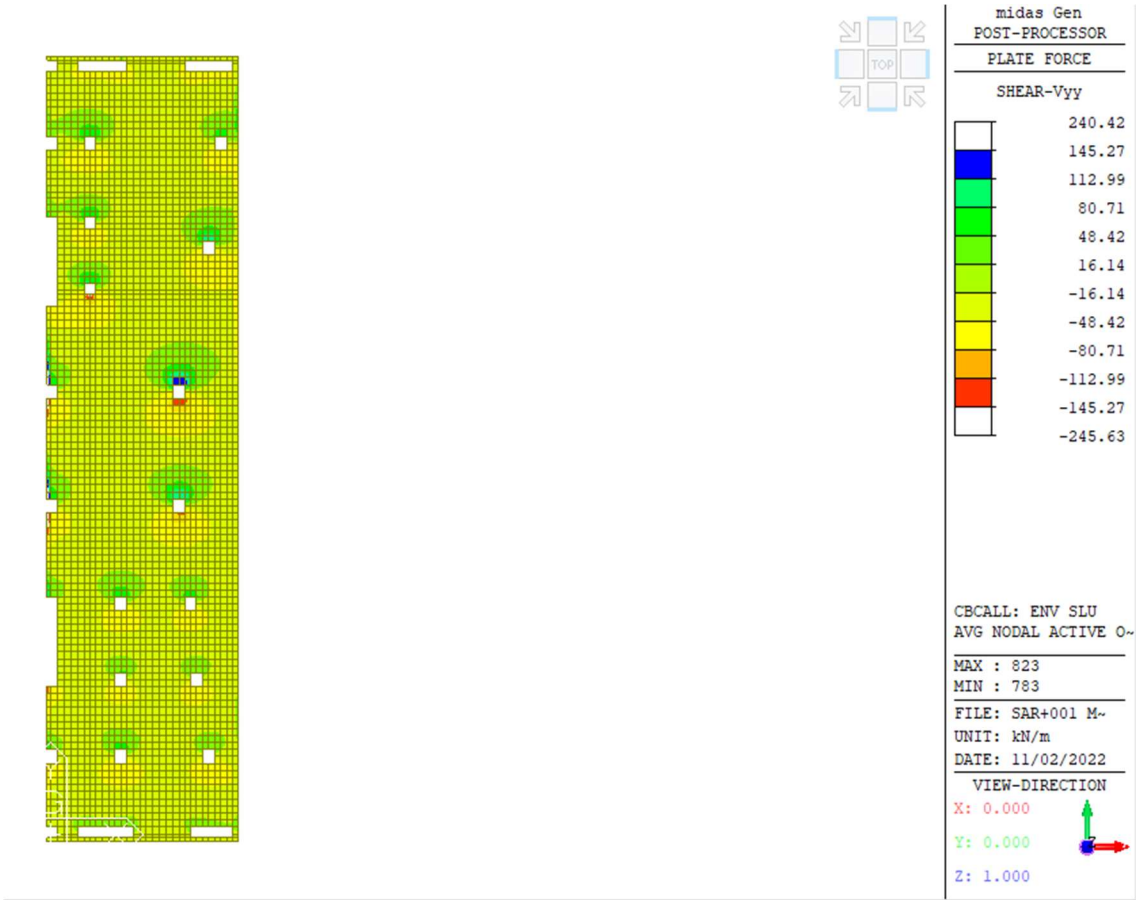 TOP
midas Gen
POST-PROCESSOR
PLATE FORCE
SHEAR-Vyy
240.42
145.27
112.99
80.71
48.42
16.14
-16.14
-48.42
-80.71
-112.99
-145.27
-245.63
CBCALL: ENV SLU
AVG NODAL ACTIVE O~
MAX : 823
MIN : 783
FILE: SAR+001 M~
UNIT: kN/m
DATE: 11/02/2022
VIEW-DIRECTION
X: 0.000
Y: 0.000
Z: 1.000
Z